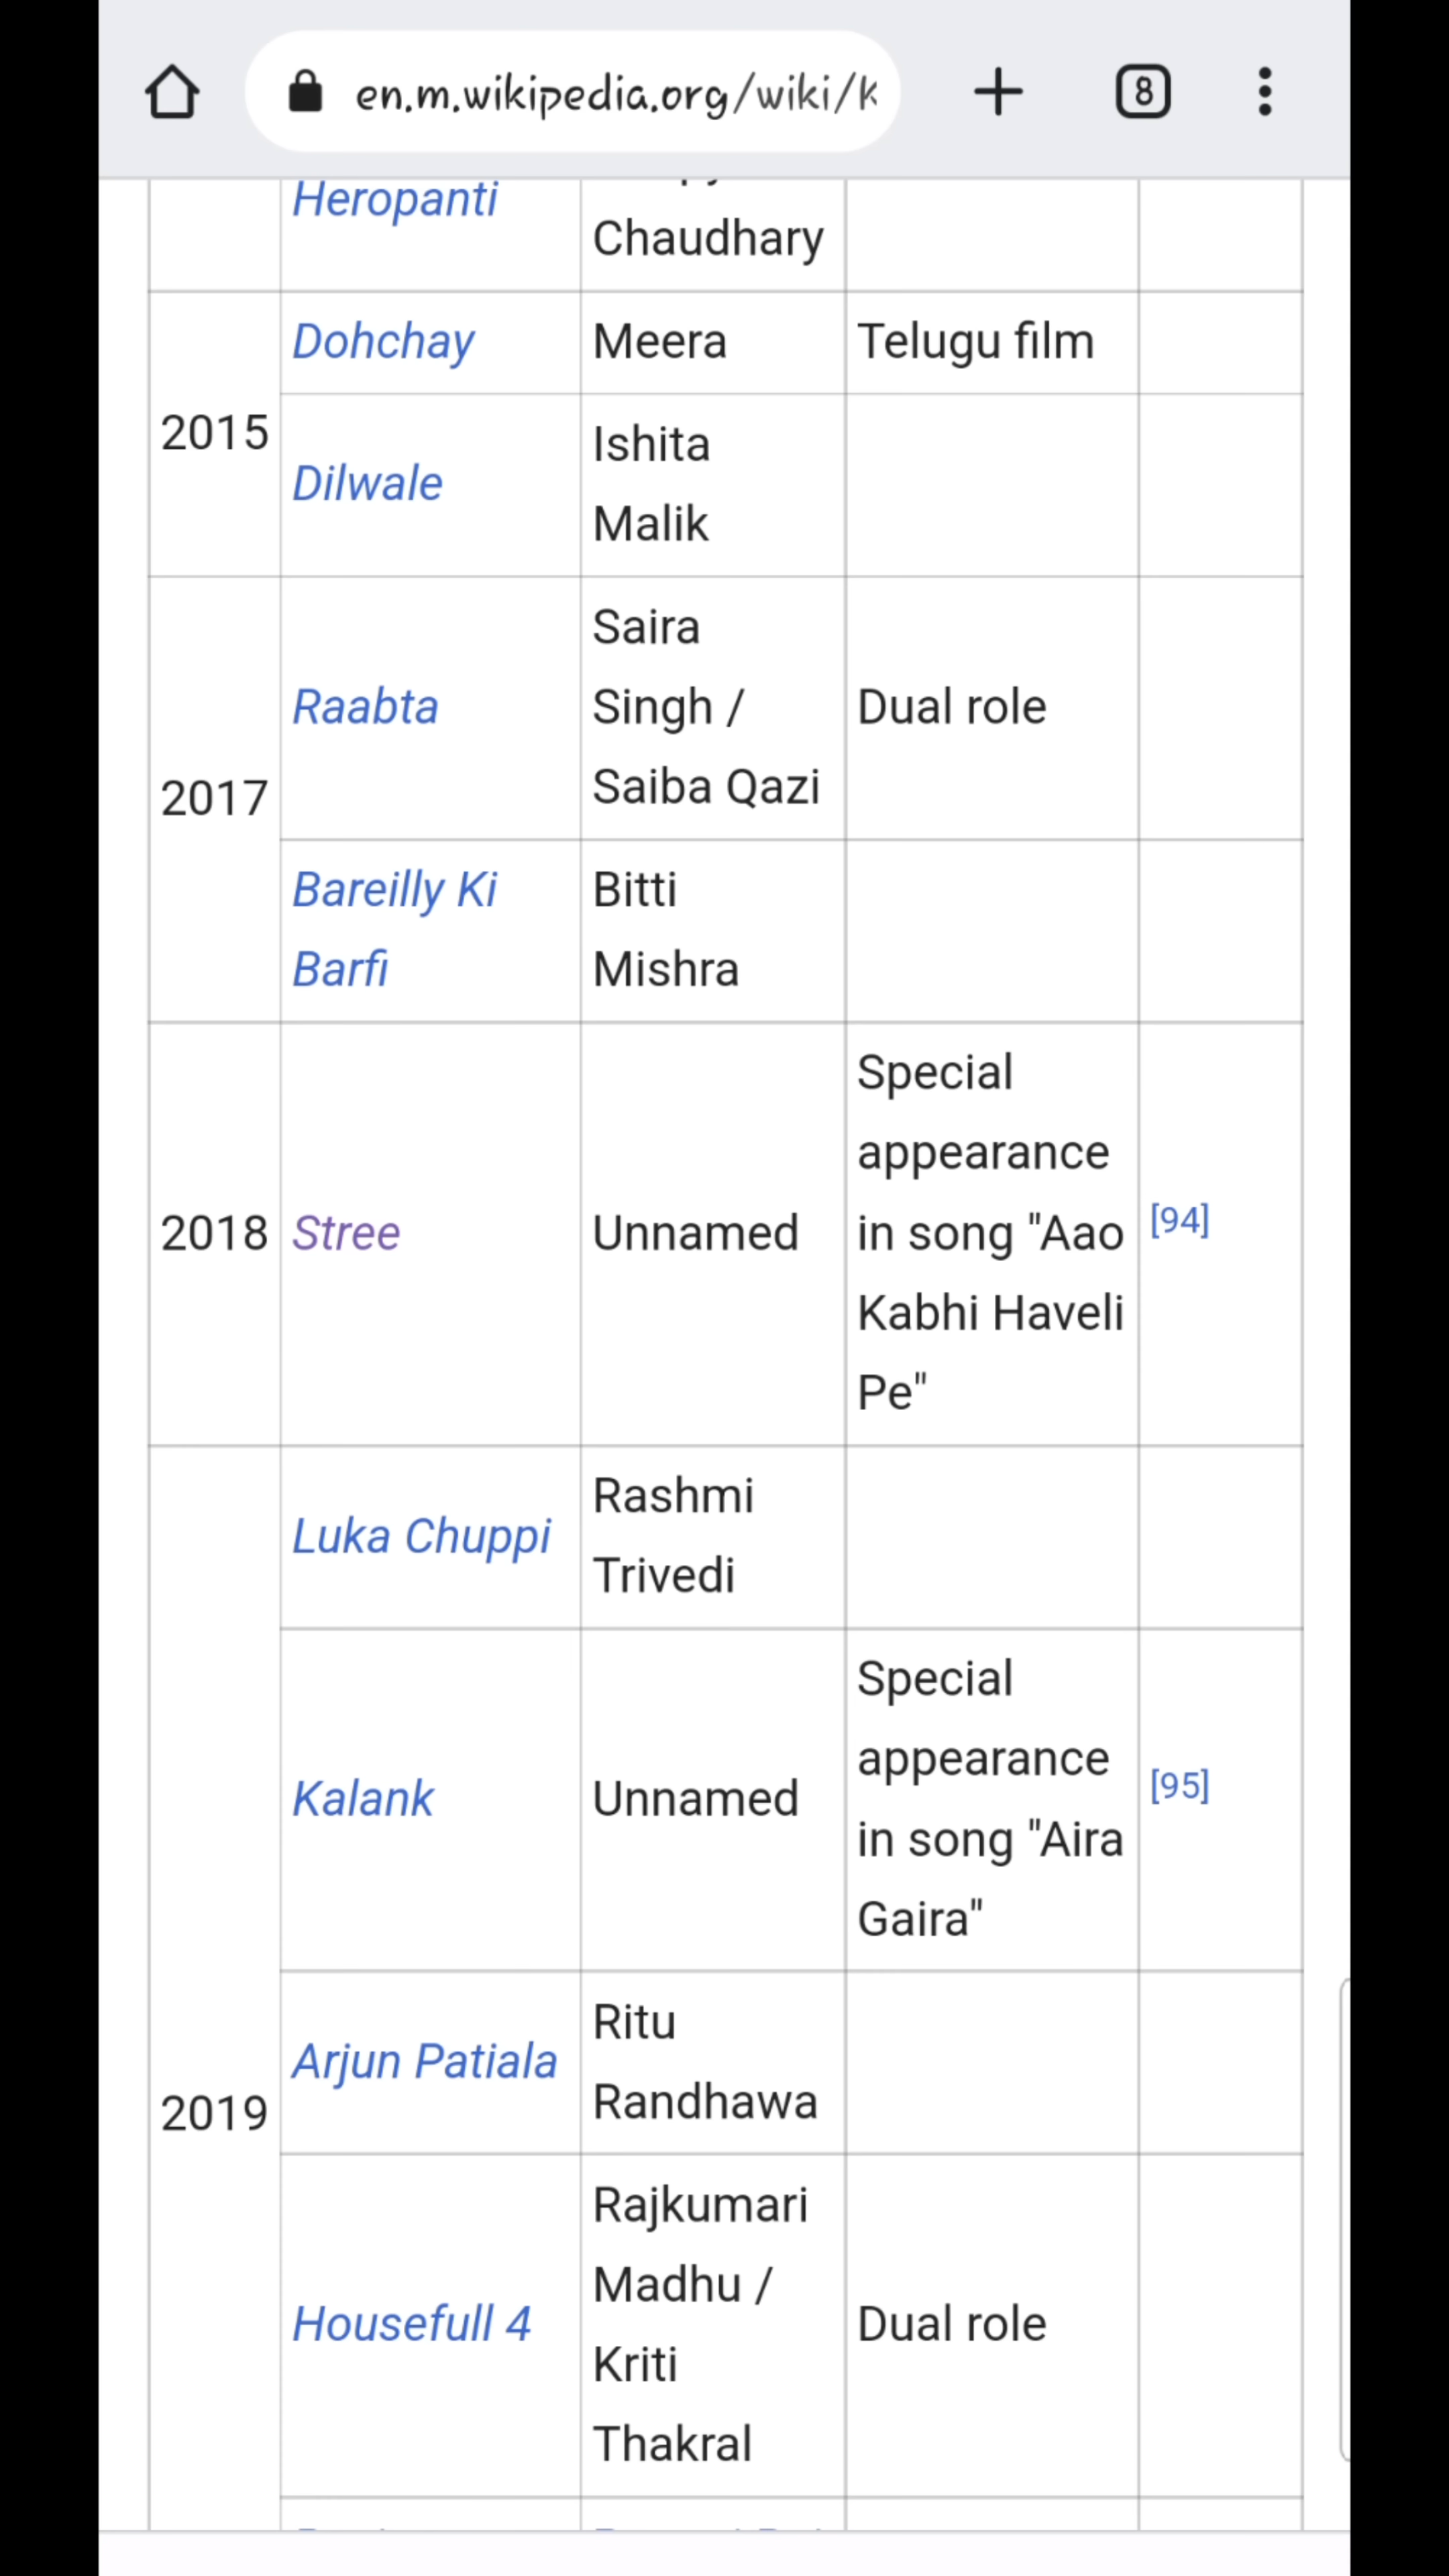 en.m.wikipedia.org/wiki/k
8
Heropanti
Chaudhary
2015
Dohchay
Meera
Telugu film
Dilwale
Ishita
Malik
2017
Raabta
Saira
Singh /
Saiba Qazi
Dual role
Bareilly Ki
Barfi
Bitti
Mishra
2018
Stree
Unnamed
Special
appearance
in song "Aao
Kabhi Haveli
Pe"
[94]
2019
Luka Chuppi
Rashmi
Trivedi
Kalank
Unnamed
Special
appearance
in song "Aira
Gaira"
[95]
Arjun Patiala
Ritu
Randhawa
Housefull 4
Rajkumari
Madhu /
Kriti
Thakral
Dual role